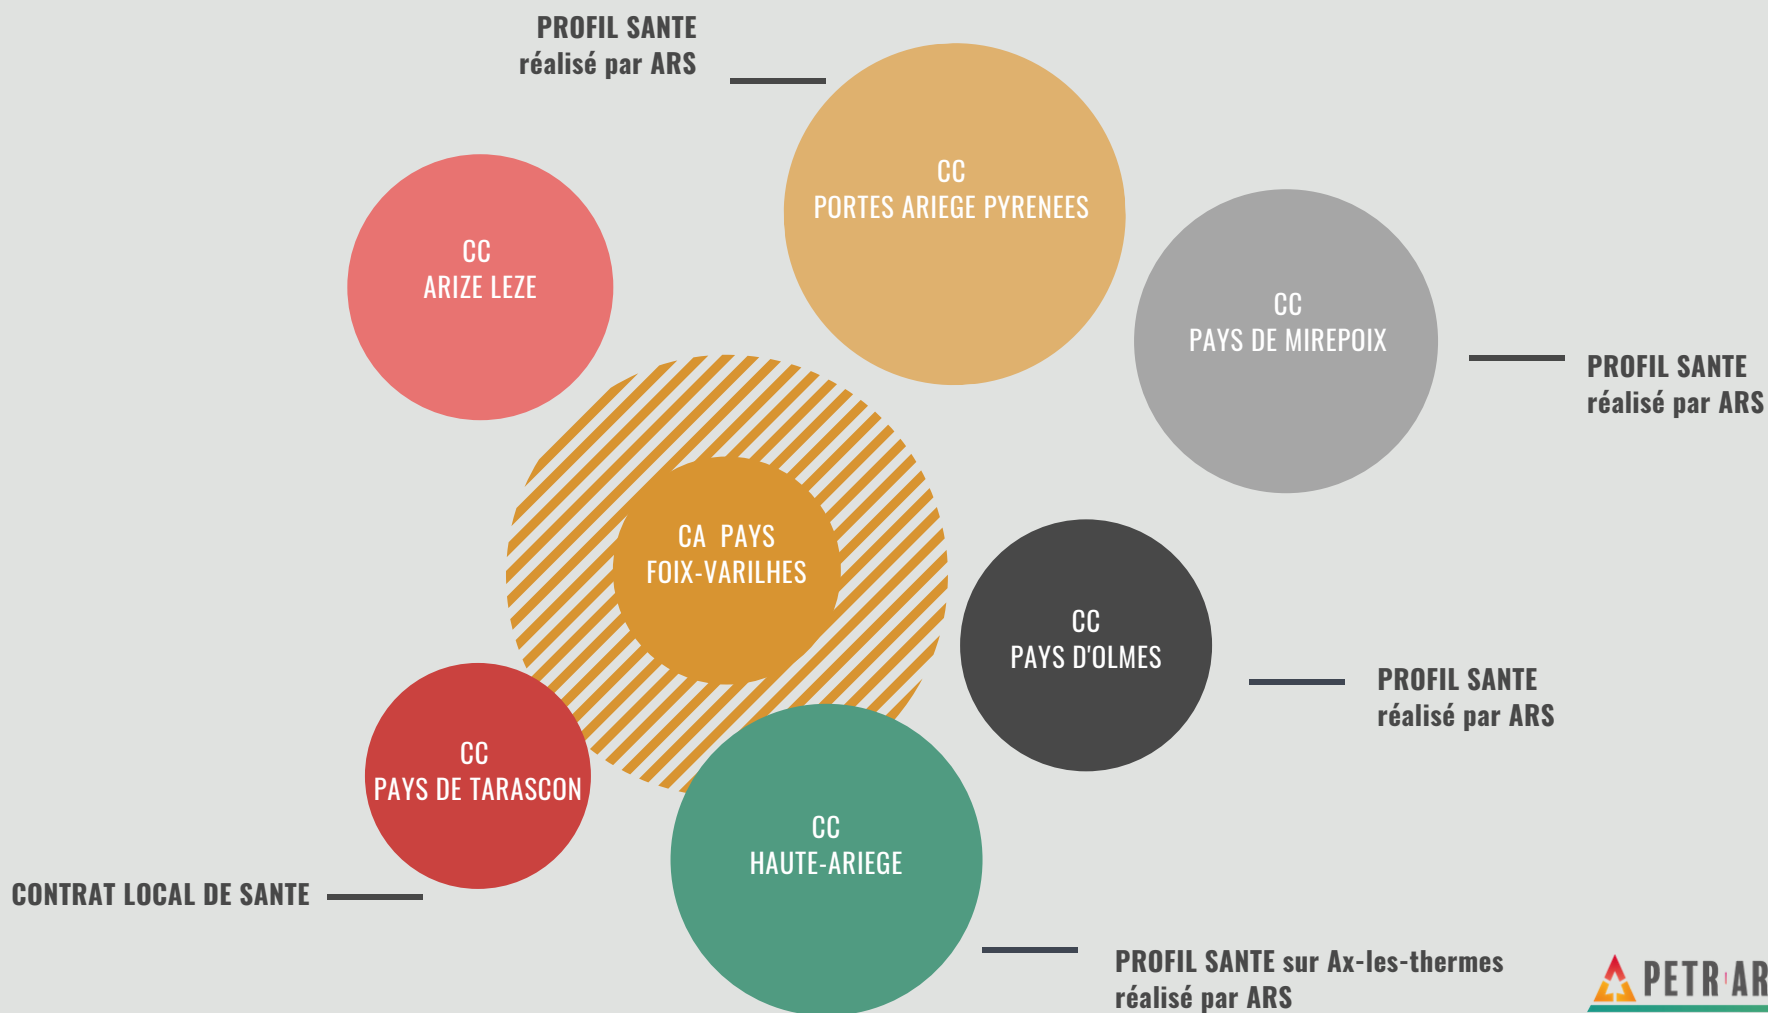 PROFIL SANTE
réalisé par ARS
CC
PORTES ARIEGE PYRENEES
CC
ARIZE LEZE
CC
PAYS DE MIREPOIX
PROFIL SANTE
réalisé par ARS
CA PAYS
FOIX-VARILHES
CC
PAYS D'OLMES
PROFIL SANTE
réalisé par ARS
CC
PAYS DE TARASCON
CC
HAUTE-ARIEGE
CONTRAT LOCAL DE SANTE
PROFIL SANTE sur Ax-les-thermes
réalisé par ARS
PETR AR